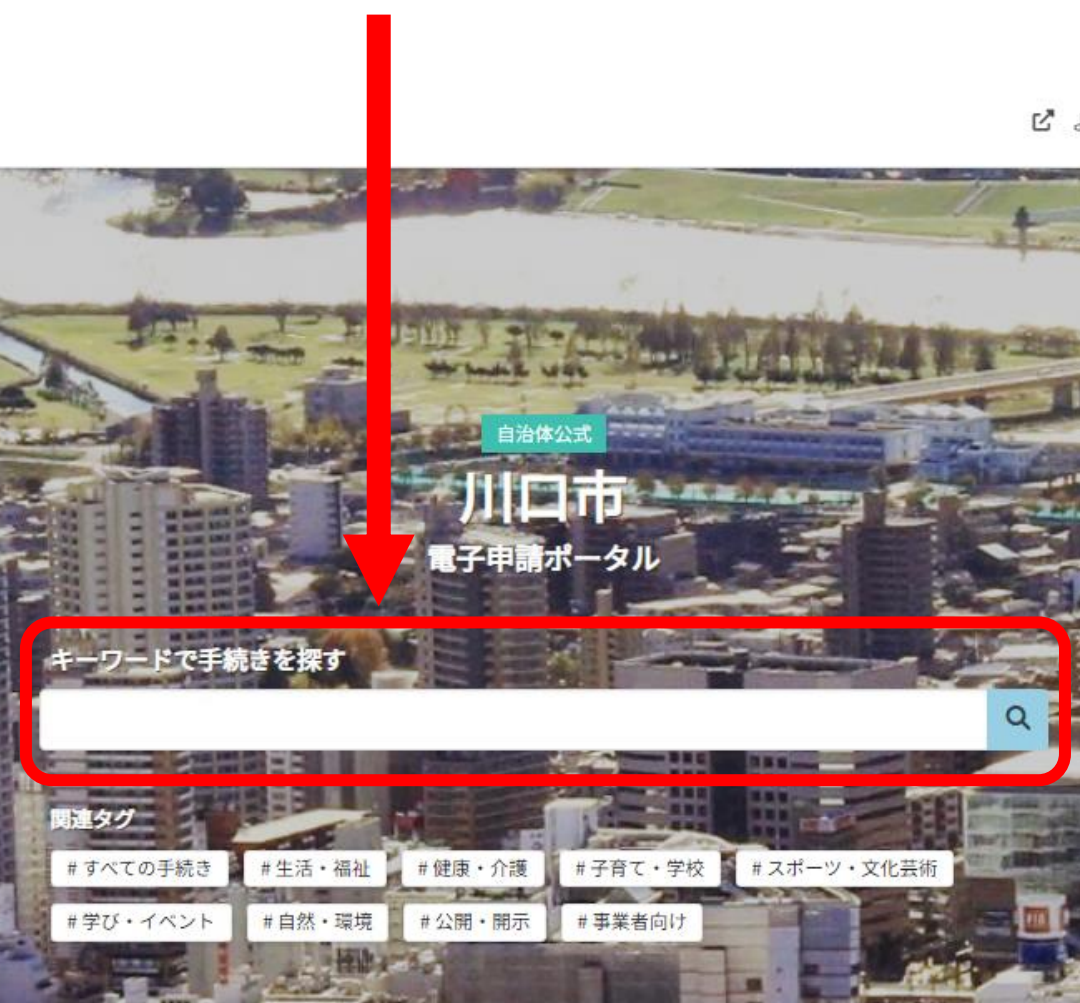 自治体公式
川口市
電子申請ポータル
キーワードで手続きを探す
関連タグ
#すべての手続き #生活・福祉 #健康・介護 #子育て・学校 #スポーツ・文化芸術
#学び・イベント #自然・環境 #公開・開示 #事業者向け